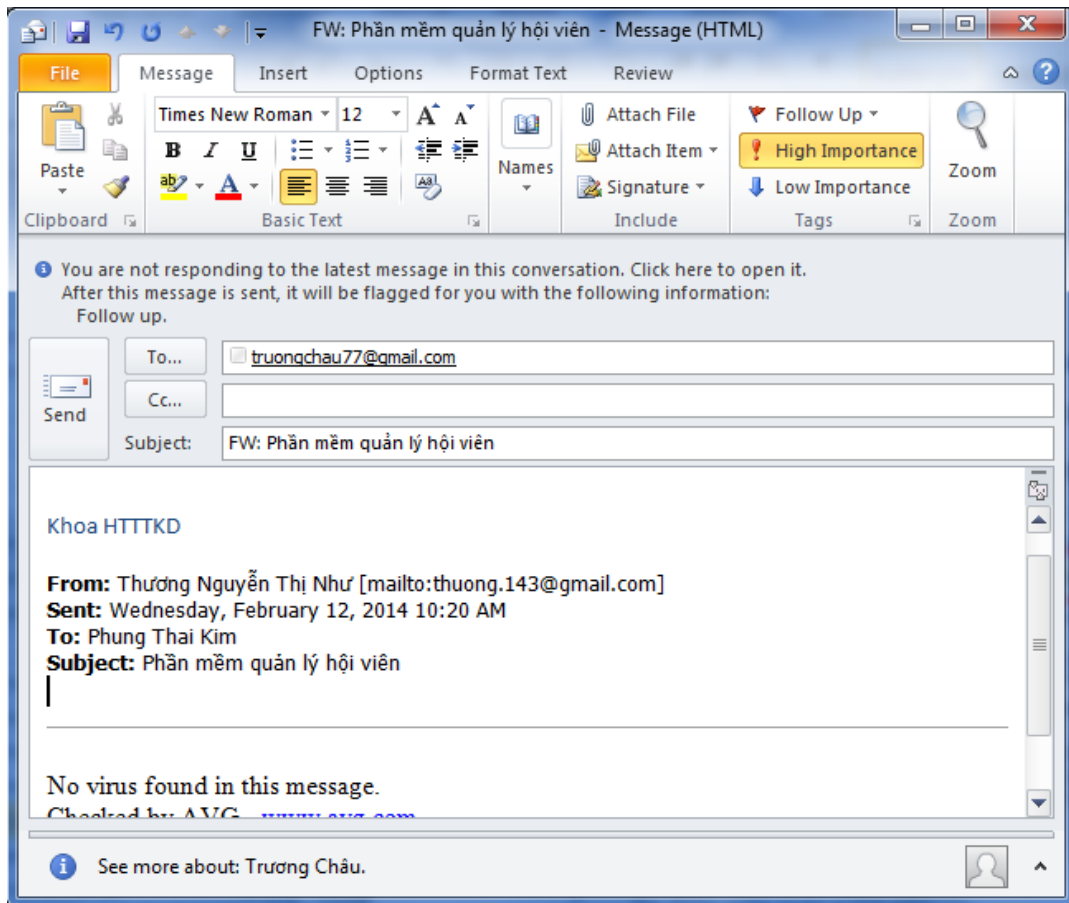 FW: Phần mềm quản lý hội viên - Message (HTML)
File Message Insert Options Format Text Review
Times New Roman 12
Attach File
Follow Up
B I U
Attach Item
High Importance
Paste
Names
Zoom
Signature
Low Importance
Clipboard Basic Text Include Tags Zoom
You are not responding to the latest message in this conversation. Click here to open it.
After this message is sent, it will be flagged for you with the following information:
Follow up.
To... truongchau77@gmail.com
Cc...
Send
Subject: FW: Phần mềm quản lý hội viên
Khoa HTTTKD
From: Thương Nguyễn Thị Như [mailto:thuong.143@gmail.com]
Sent: Wednesday, February 12, 2014 10:20 AM
To: Phung Thai Kim
Subject: Phần mềm quản lý hội viên
No virus found in this message.
Checked by AVG - www.avg.com
See more about: Trương Châu.